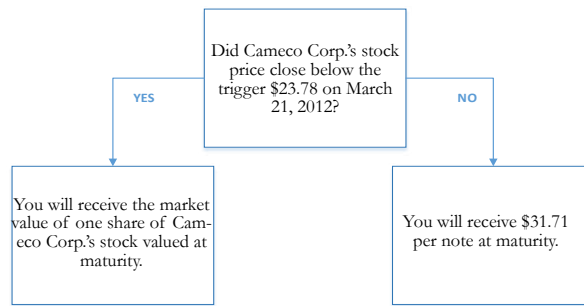 Did Cameco Corp.'s stock
price close below the
trigger $23.78 on March
21, 2012?
YES
NO
You will receive the market
value of one share of Cam-
eco Corp.'s stock valued at
maturity.
You will receive $31.71
per note at maturity.